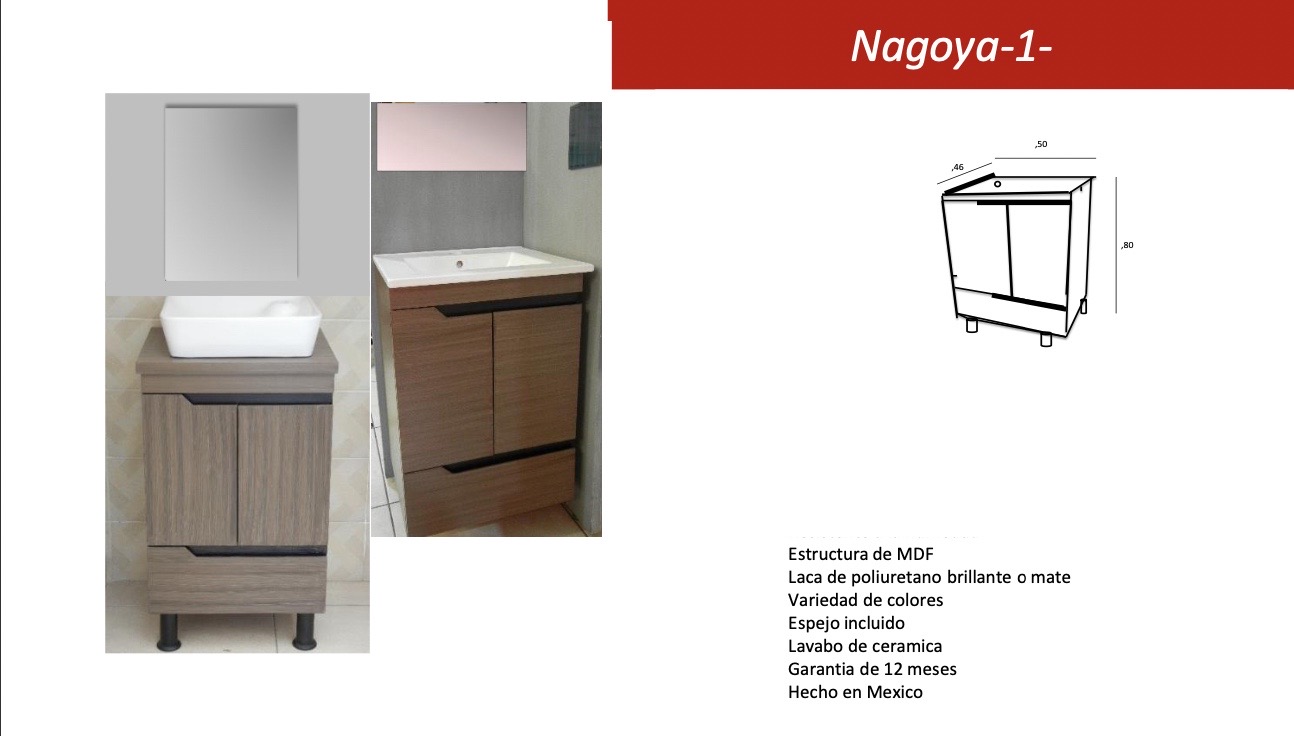 Nagoya-1-
,50
,46
,80
Estructura de MDF
Laca de poliuretano brillante o mate
Variedad de colores
Espejo incluido
Lavabo de ceramica
Garantia de 12 meses
Hecho en Mexico